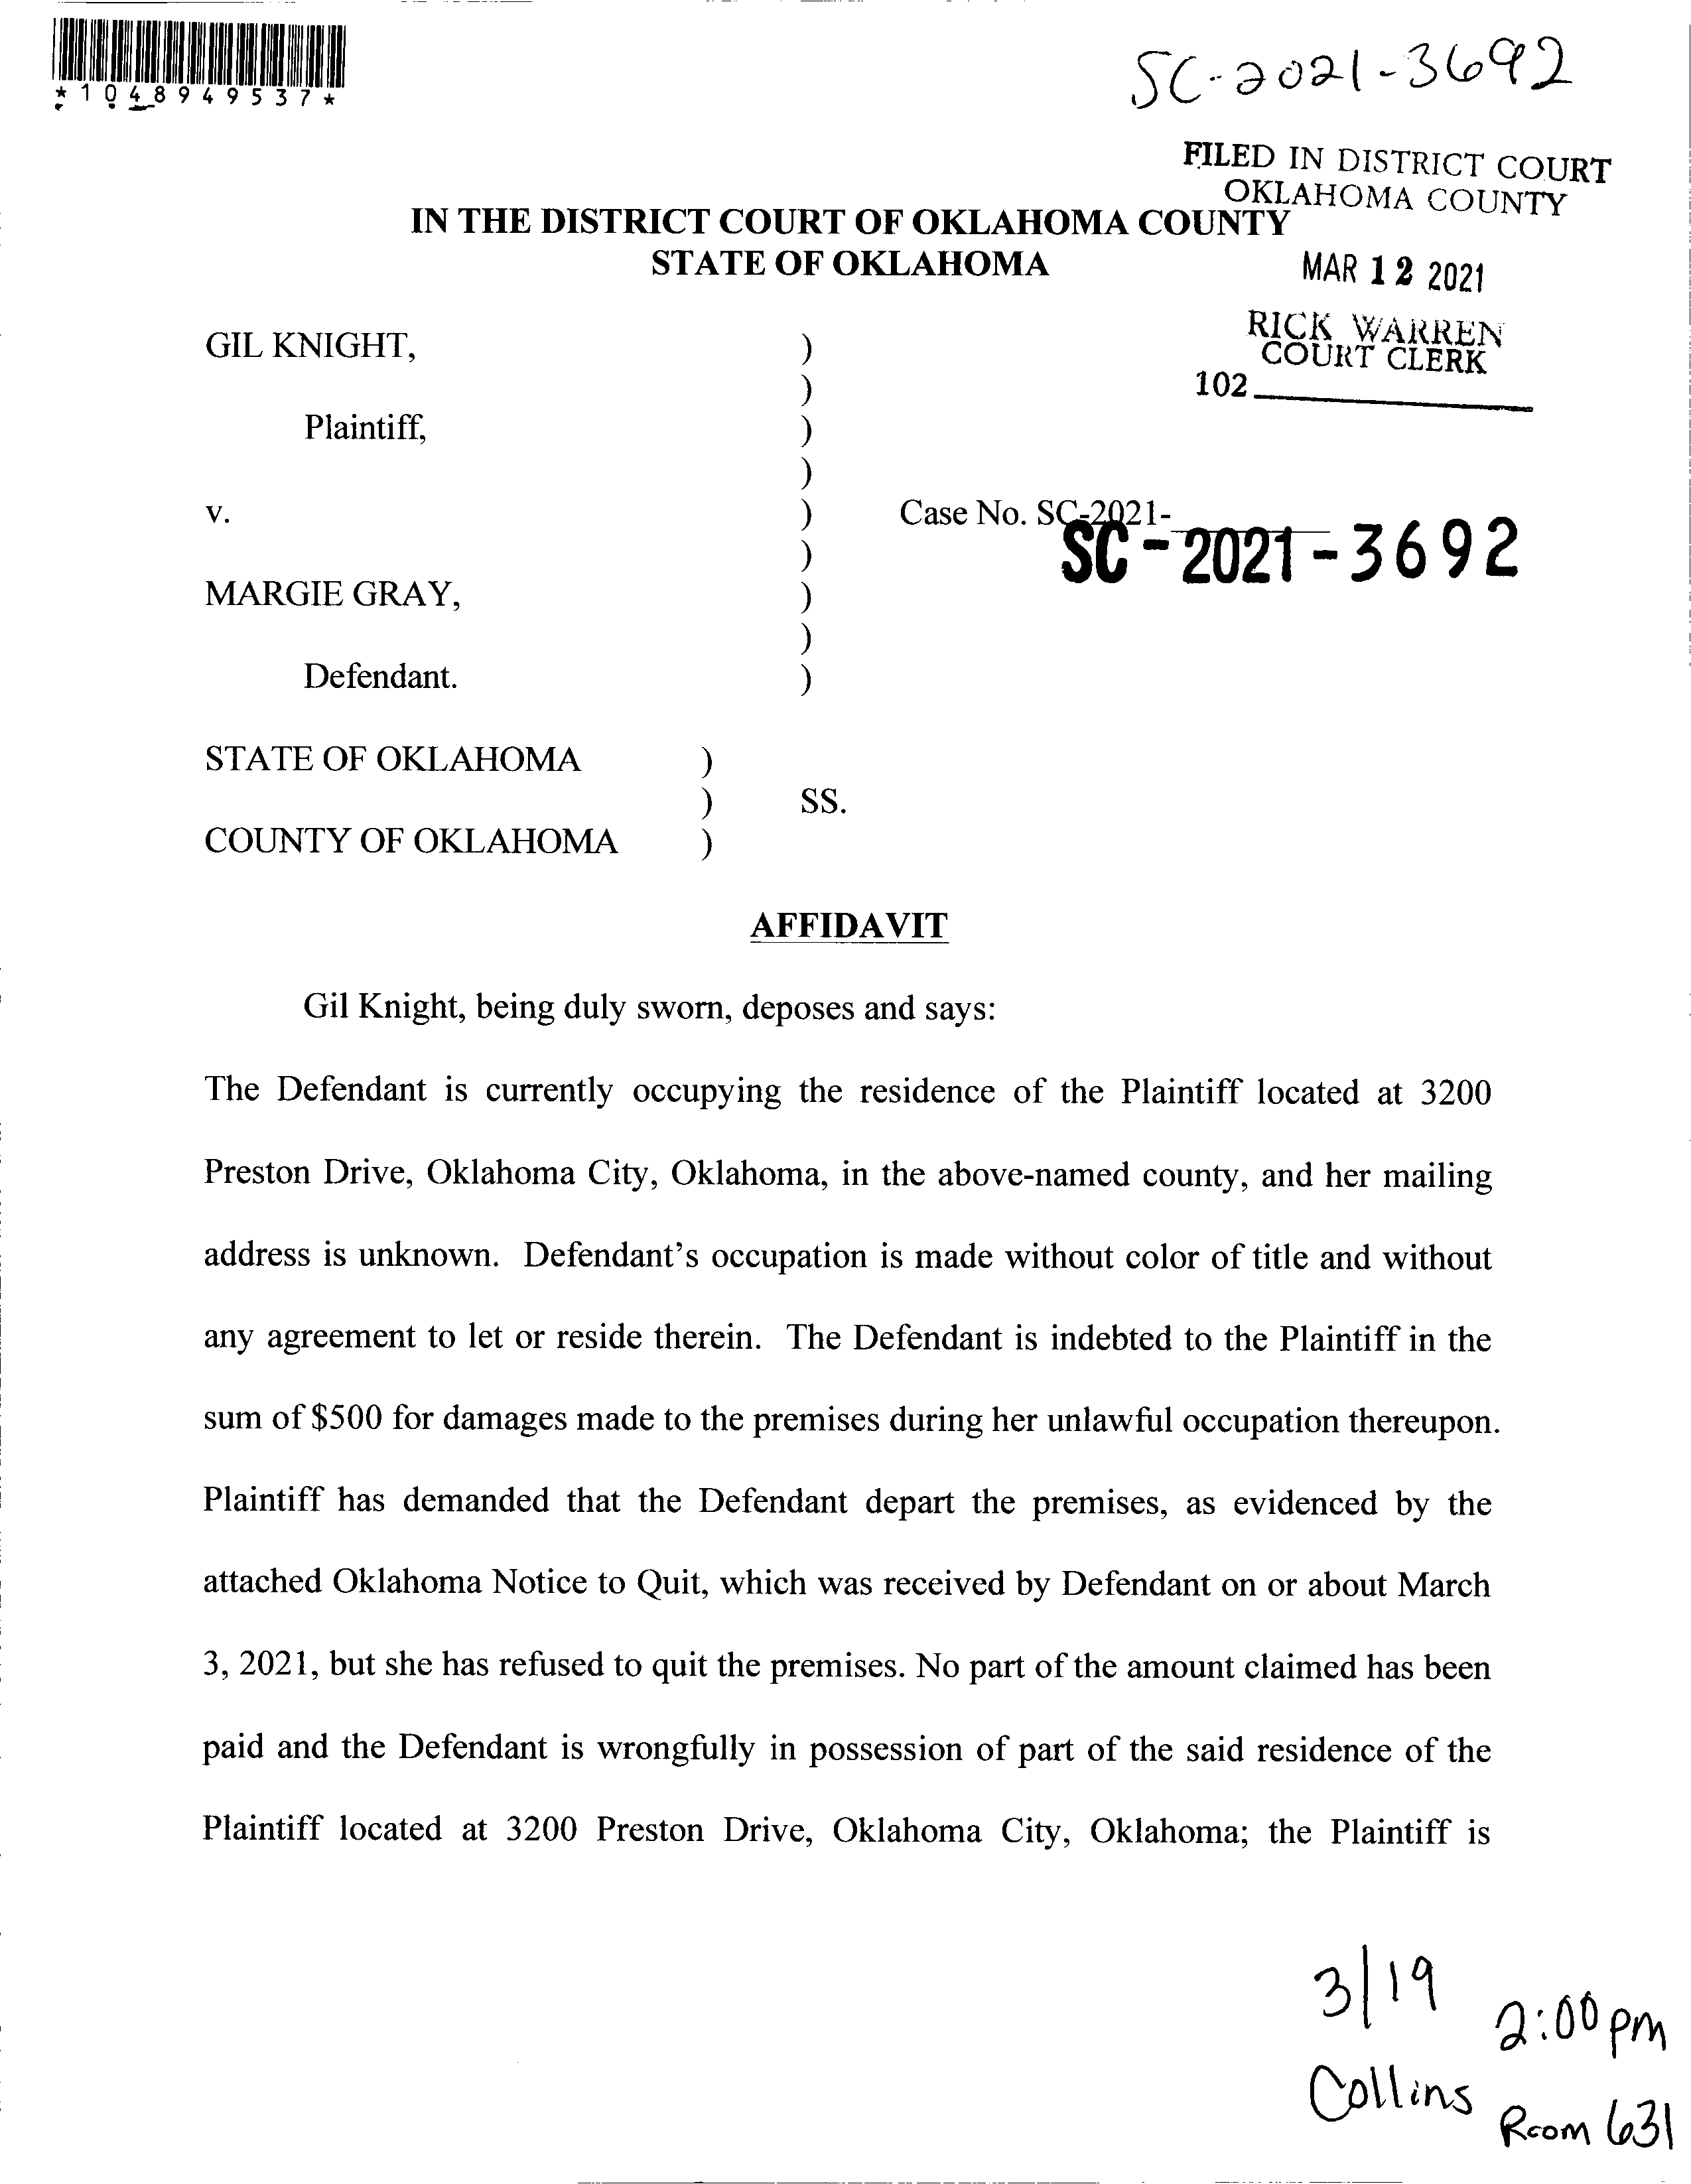 *1048949537*
SC-2021-3692
FILED IN DISTRICT COURT
OKLAHOMA COUNTY
IN THE DISTRICT COURT OF OKLAHOMA COUNTY
STATE OF OKLAHOMA
MAR 12 2021
RICK WARREN
COURT CLERK
102
GIL KNIGHT, )
)
Plaintiff, )
)
v. ) Case No. SC-2021-
SC-2021-3692
)
MARGIE GRAY, )
)
Defendant. )
STATE OF OKLAHOMA )
) SS.
COUNTY OF OKLAHOMA )
AFFIDAVIT
Gil Knight, being duly sworn, deposes and says:
The Defendant is currently occupying the residence of the Plaintiff located at 3200
Preston Drive, Oklahoma City, Oklahoma, in the above-named county, and her mailing
address is unknown. Defendant's occupation is made without color of title and without
any agreement to let or reside therein. The Defendant is indebted to the Plaintiff in the
sum of $500 for damages made to the premises during her unlawful occupation thereupon.
Plaintiff has demanded that the Defendant depart the premises, as evidenced by the
attached Oklahoma Notice to Quit, which was received by Defendant on or about March
3, 2021, but she has refused to quit the premises. No part of the amount claimed has been
paid and the Defendant is wrongfully in possession of part of the said residence of the
Plaintiff located at 3200 Preston Drive, Oklahoma City, Oklahoma; the Plaintiff is
3/19
2:00 pm
Collins
Room 631